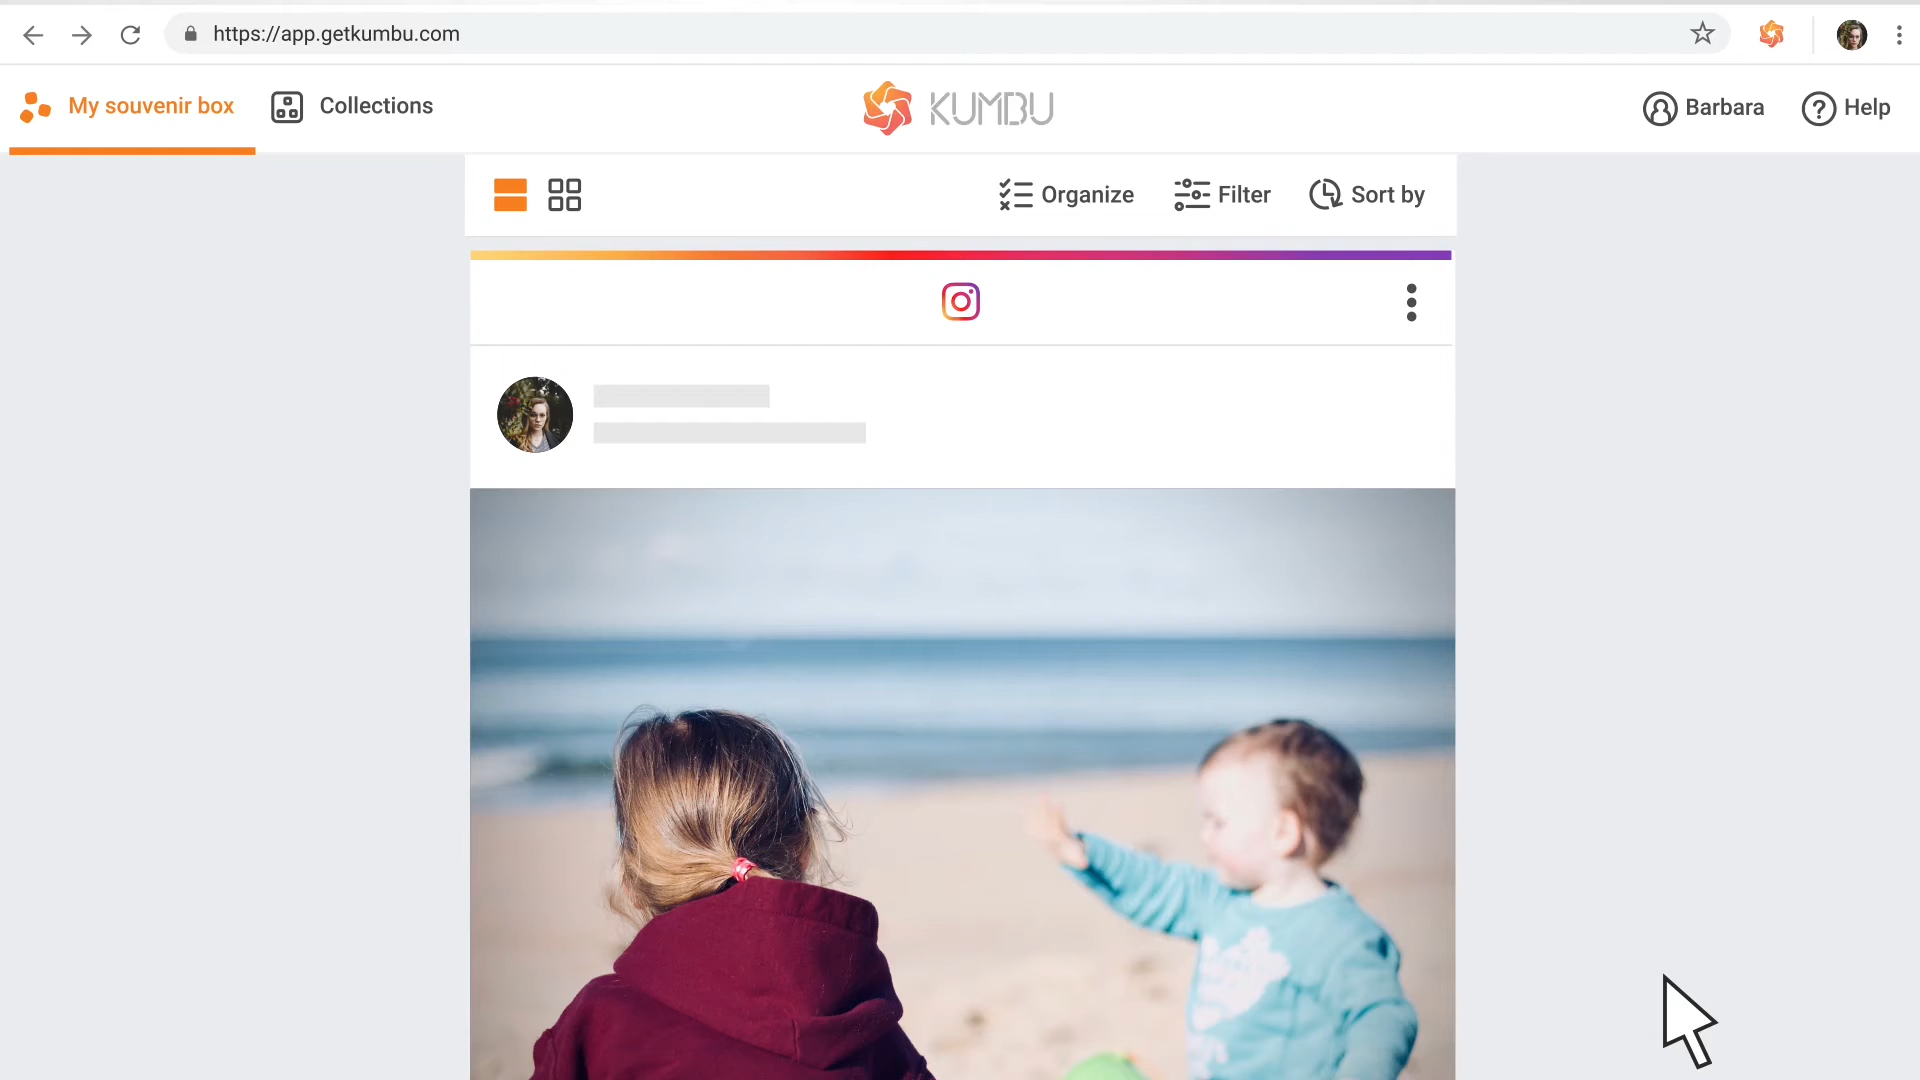 https://app.getkumbu.com
My souvenir box
Collections
KUMBU
Barbara
Help
Organize
Filter
Sort by